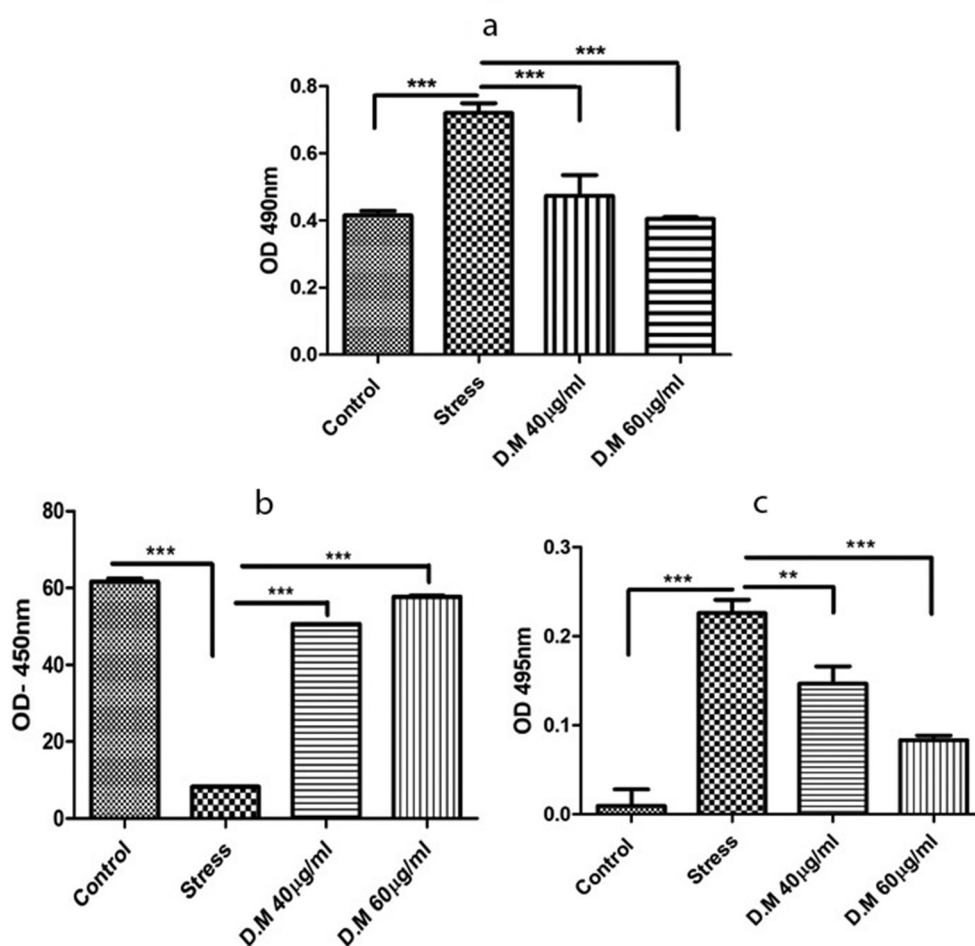 a
***
***
***
0.8
0.6
0.4
0.2
0.0
OD 490nm
Control
Stress
D.M 40µg/ml
D.M 60µg/ml
b
***
***
***
80
60
40
20
0
OD- 450nm
Control
Stress
D.M 40µg/ml
D.M 60µg/ml
c
***
***
**
0.3
0.2
0.1
0.0
OD 495nm
Control
Stress
D.M 40µg/ml
D.M 60µg/ml